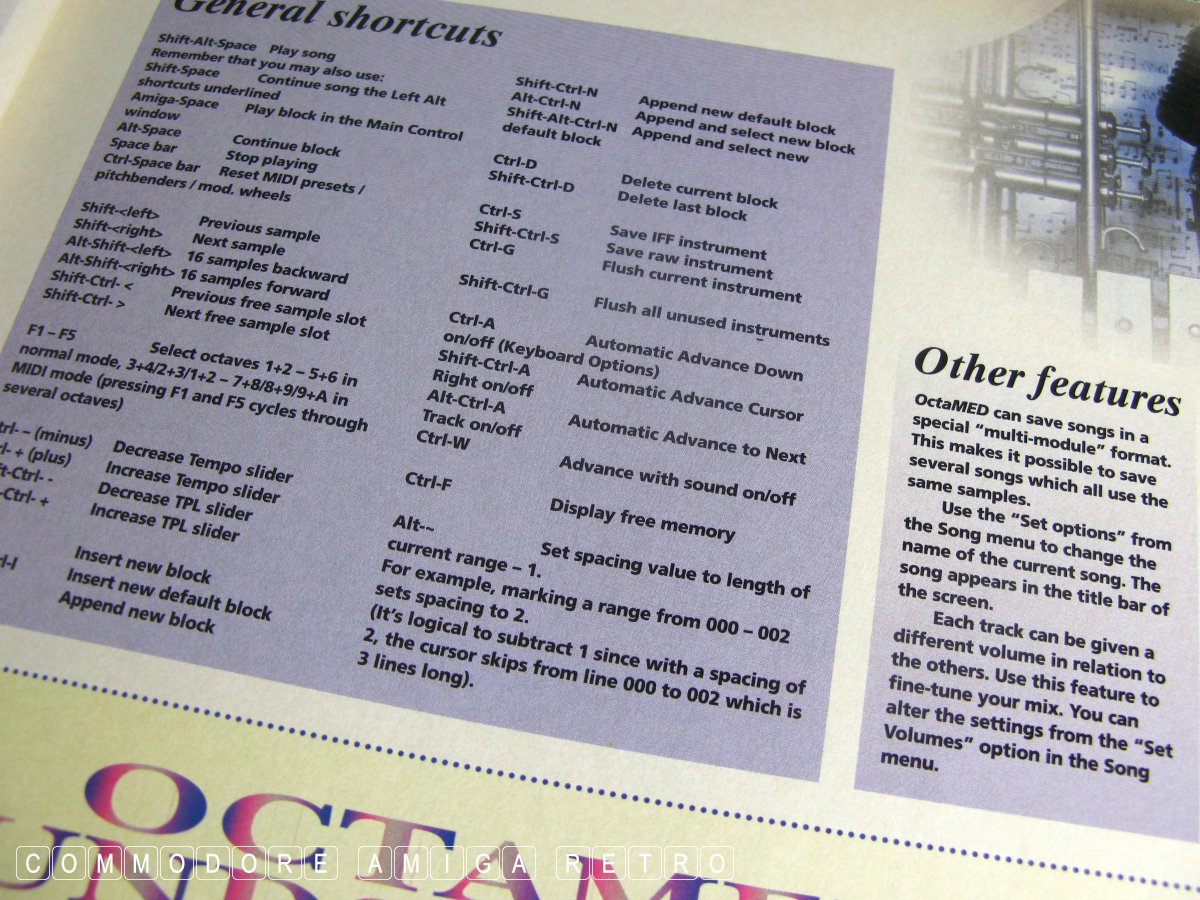 General shortcuts
Shift-Alt-Space Play song
Remember that you may also use:
Shift-Space Continue song the Left Alt
shortcuts underlined
Amiga-Space Play block in the Main Control
window
Alt-Space Continue block
Space bar Stop playing
Ctrl-Space bar Reset MIDI presets /
pitchbenders / mod. wheels
Shift-<left> Previous sample
Shift-<right> Next sample
Alt-Shift-<left> 16 samples backward
Alt-Shift-<right> 16 samples forward
Shift-Ctrl- < Previous free sample slot
Shift-Ctrl- > Next free sample slot
F1 – F5 Select octaves 1+2 – 5+6 in
normal mode, 3+4/2+3/1+2 – 7+8/8+9/9+A in
MIDI mode (pressing F1 and F5 cycles through
several octaves)
trl- – (minus) Decrease Tempo slider
l- + (plus) Increase Tempo slider
ft-Ctrl- - Decrease TPL slider
-Ctrl- + Increase TPL slider
rl-I Insert new block
Insert new default block
Append new block
Shift-Ctrl-N Append new default block
Alt-Ctrl-N Append and select new block
Shift-Alt-Ctrl-N Append and select new
default block
Ctrl-D Delete current block
Shift-Ctrl-D Delete last block
Ctrl-S Save IFF instrument
Shift-Ctrl-S Save raw instrument
Ctrl-G Flush current instrument
Shift-Ctrl-G Flush all unused instruments
Ctrl-A Automatic Advance Down
on/off (Keyboard Options)
Shift-Ctrl-A Automatic Advance Cursor
Right on/off
Alt-Ctrl-A Automatic Advance to Next
Track on/off
Ctrl-W Advance with sound on/off
Ctrl-F Display free memory
Alt-~ Set spacing value to length of
current range – 1.
For example, marking a range from 000 – 002
sets spacing to 2.
(It's logical to subtract 1 since with a spacing of
2, the cursor skips from line 000 to 002 which is
3 lines long).
Other features
OctaMED can save songs in a
special “multi-module” format.
This makes it possible to save
several songs which all use the
same samples.
Use the “Set options” from
the Song menu to change the
name of the current song. The
song appears in the title bar of
the screen.
Each track can be given a
different volume in relation to
the others. Use this feature to
fine-tune your mix. You can
alter the settings from the “Set
Volumes” option in the Song
menu.
OCTAME
COMMODORE AMIGA RETRO